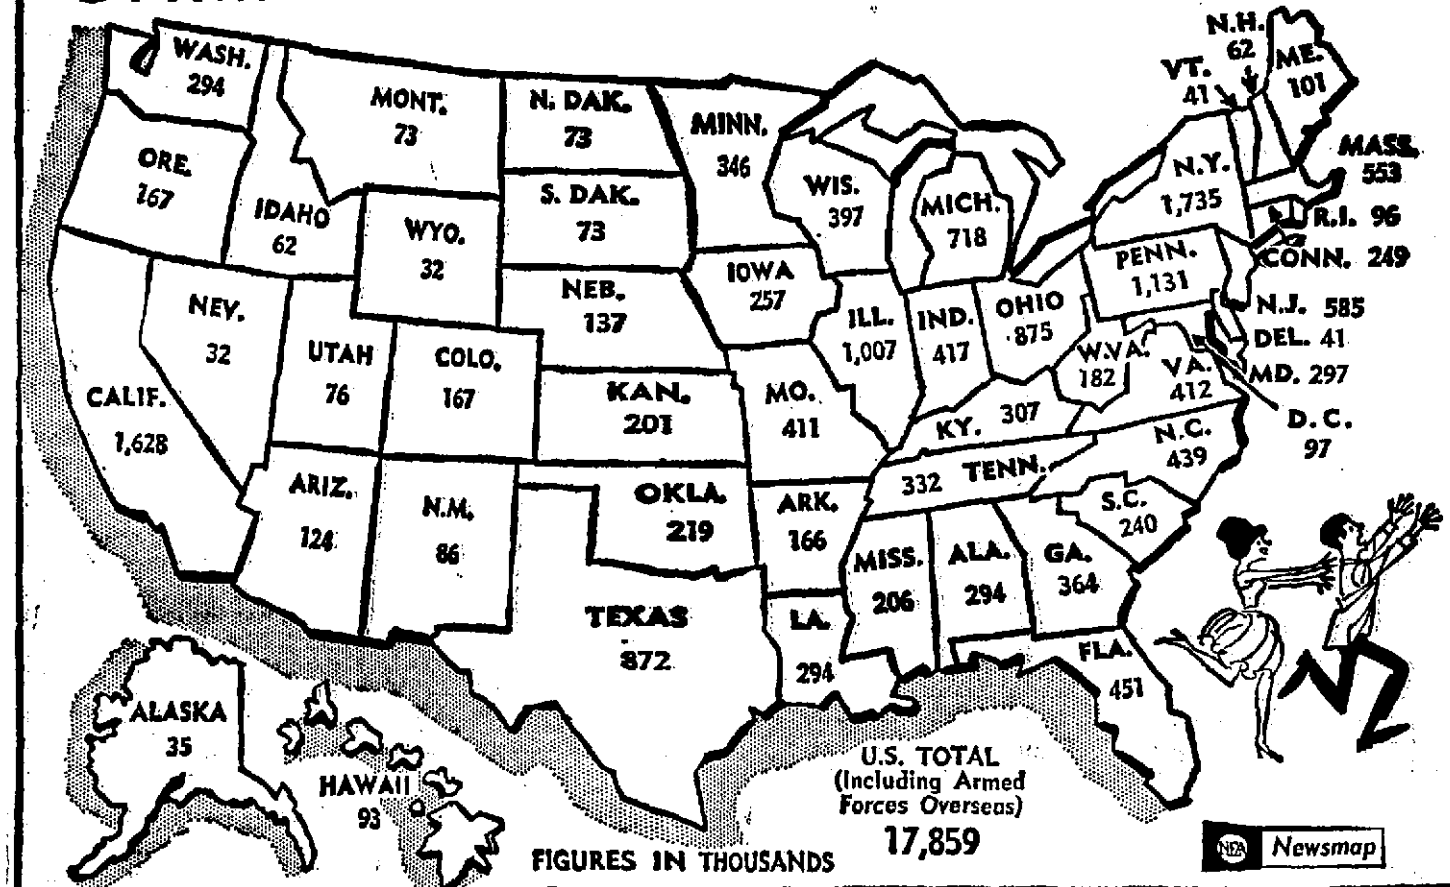 WASH.
294
ORE.
167
IDAHO
62
MONT.
73
N. DAK.
73
S. DAK.
73
WYO.
32
MINN.
346
WIS.
397
MICH.
718
N.H.
62
VT.
41
ME.
101
MASS.
553
N.Y.
1,735
R.I. 96
CONN. 249
PENN.
1,131
N.J. 585
DEL. 41
MD. 297
D.C.
97
NEV.
32
UTAH
76
COLO.
167
CALIF.
1,628
NEB.
137
KAN.
201
IOWA
257
MO.
411
ILL.
1,007
IND.
417
OHIO
875
W.VA.
182
VA.
412
KY. 307
N.C.
439
332 TENN.
S.C.
240
ARIZ.
124
N.M.
86
OKLA.
219
ARK.
166
TEXAS
872
LA.
294
MISS.
206
ALA.
294
GA.
364
FLA.
451
ALASKA
35
HAWAII
93
U.S. TOTAL
(Including Armed
Forces Overseas)
17,859
FIGURES IN THOUSANDS
NEA Newsmap